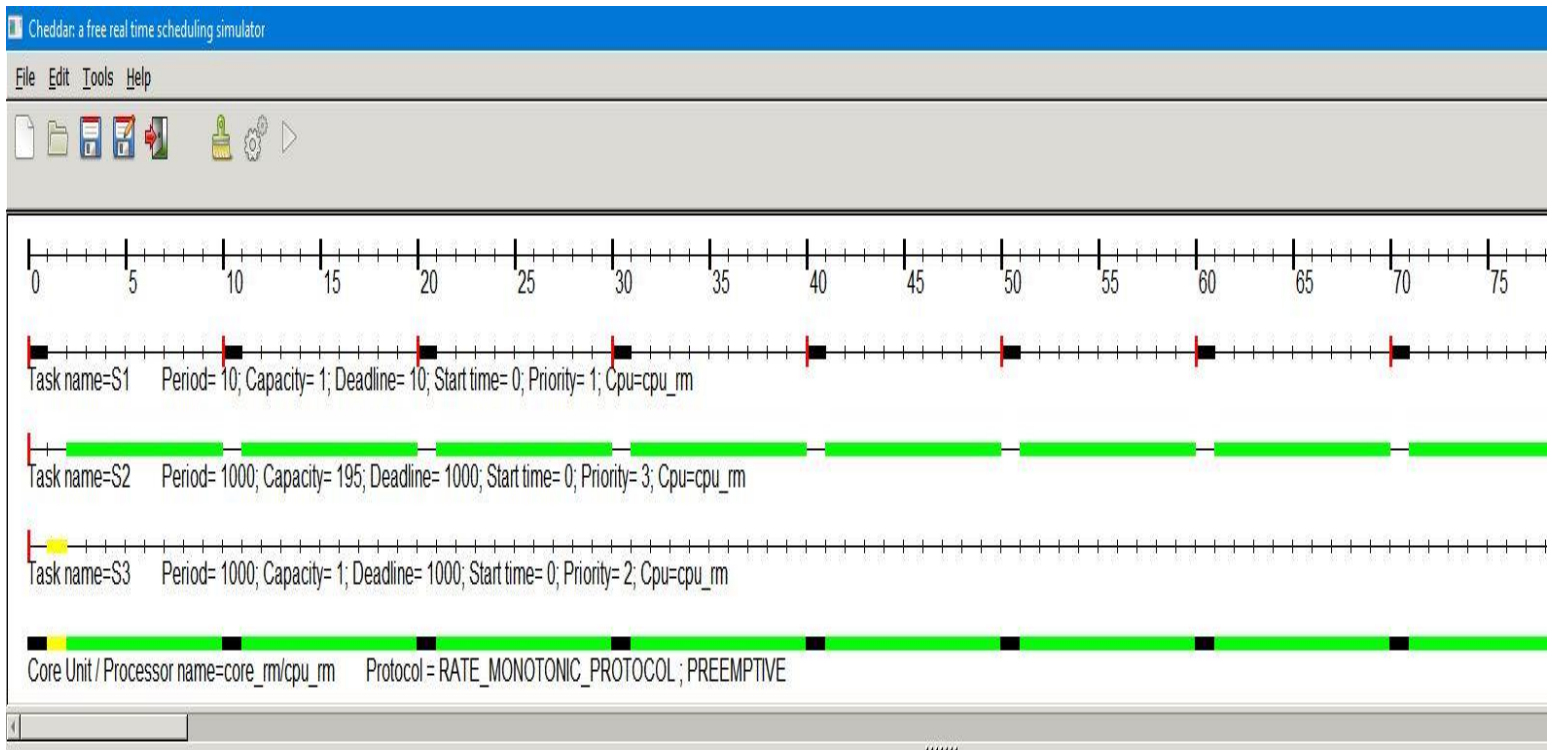 Cheddar: a free real time scheduling simulator
File Edit Tools Help
0 5 10 15 20 25 30 35 40 45 50 55 60 65 70 75
Task name=S1 Period= 10; Capacity= 1; Deadline= 10; Start time= 0; Priority= 1; Cpu=cpu_rm
Task name=S2 Period= 1000; Capacity= 195; Deadline= 1000; Start time= 0; Priority= 3; Cpu=cpu_rm
Task name=S3 Period= 1000; Capacity= 1; Deadline= 1000; Start time= 0; Priority= 2; Cpu=cpu_rm
Core Unit / Processor name=core_rm/cpu_rm Protocol = RATE_MONOTONIC_PROTOCOL ; PREEMPTIVE